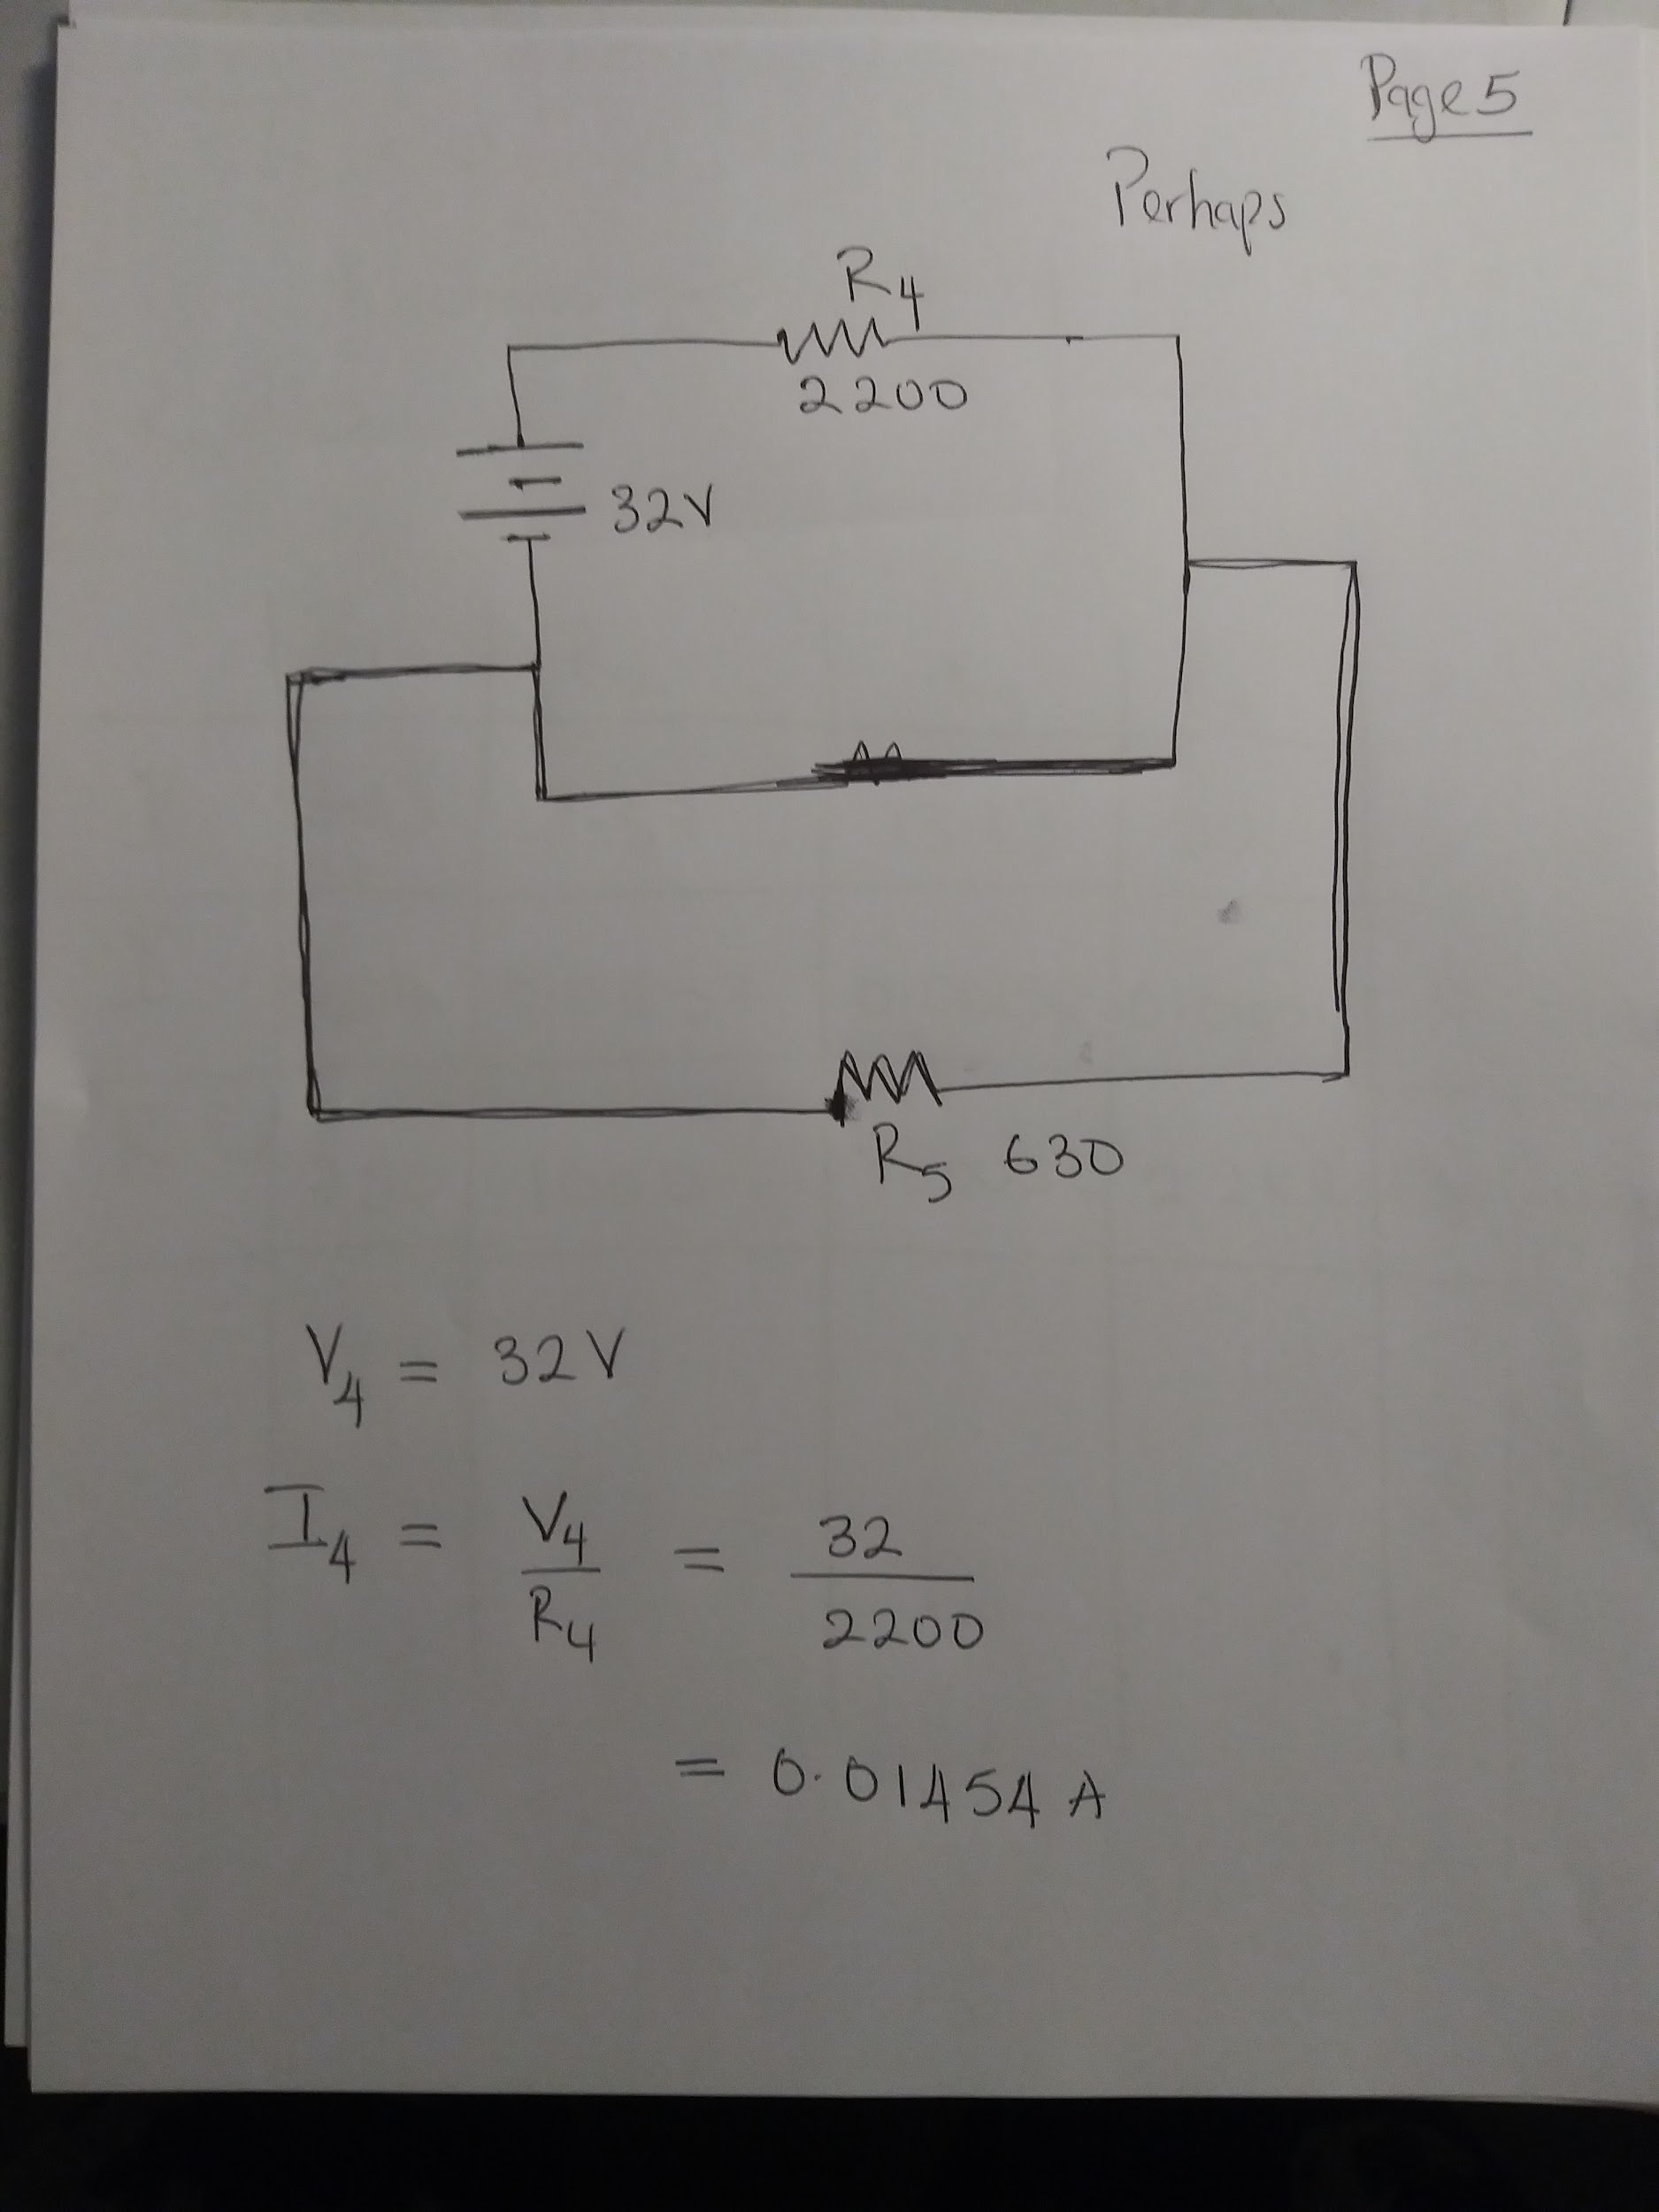 Page 5
Perhaps
R4
2200
32V
R5 630
V4 = 32V
I4 = V4/R4 = 32/2200
= 0.01454 A